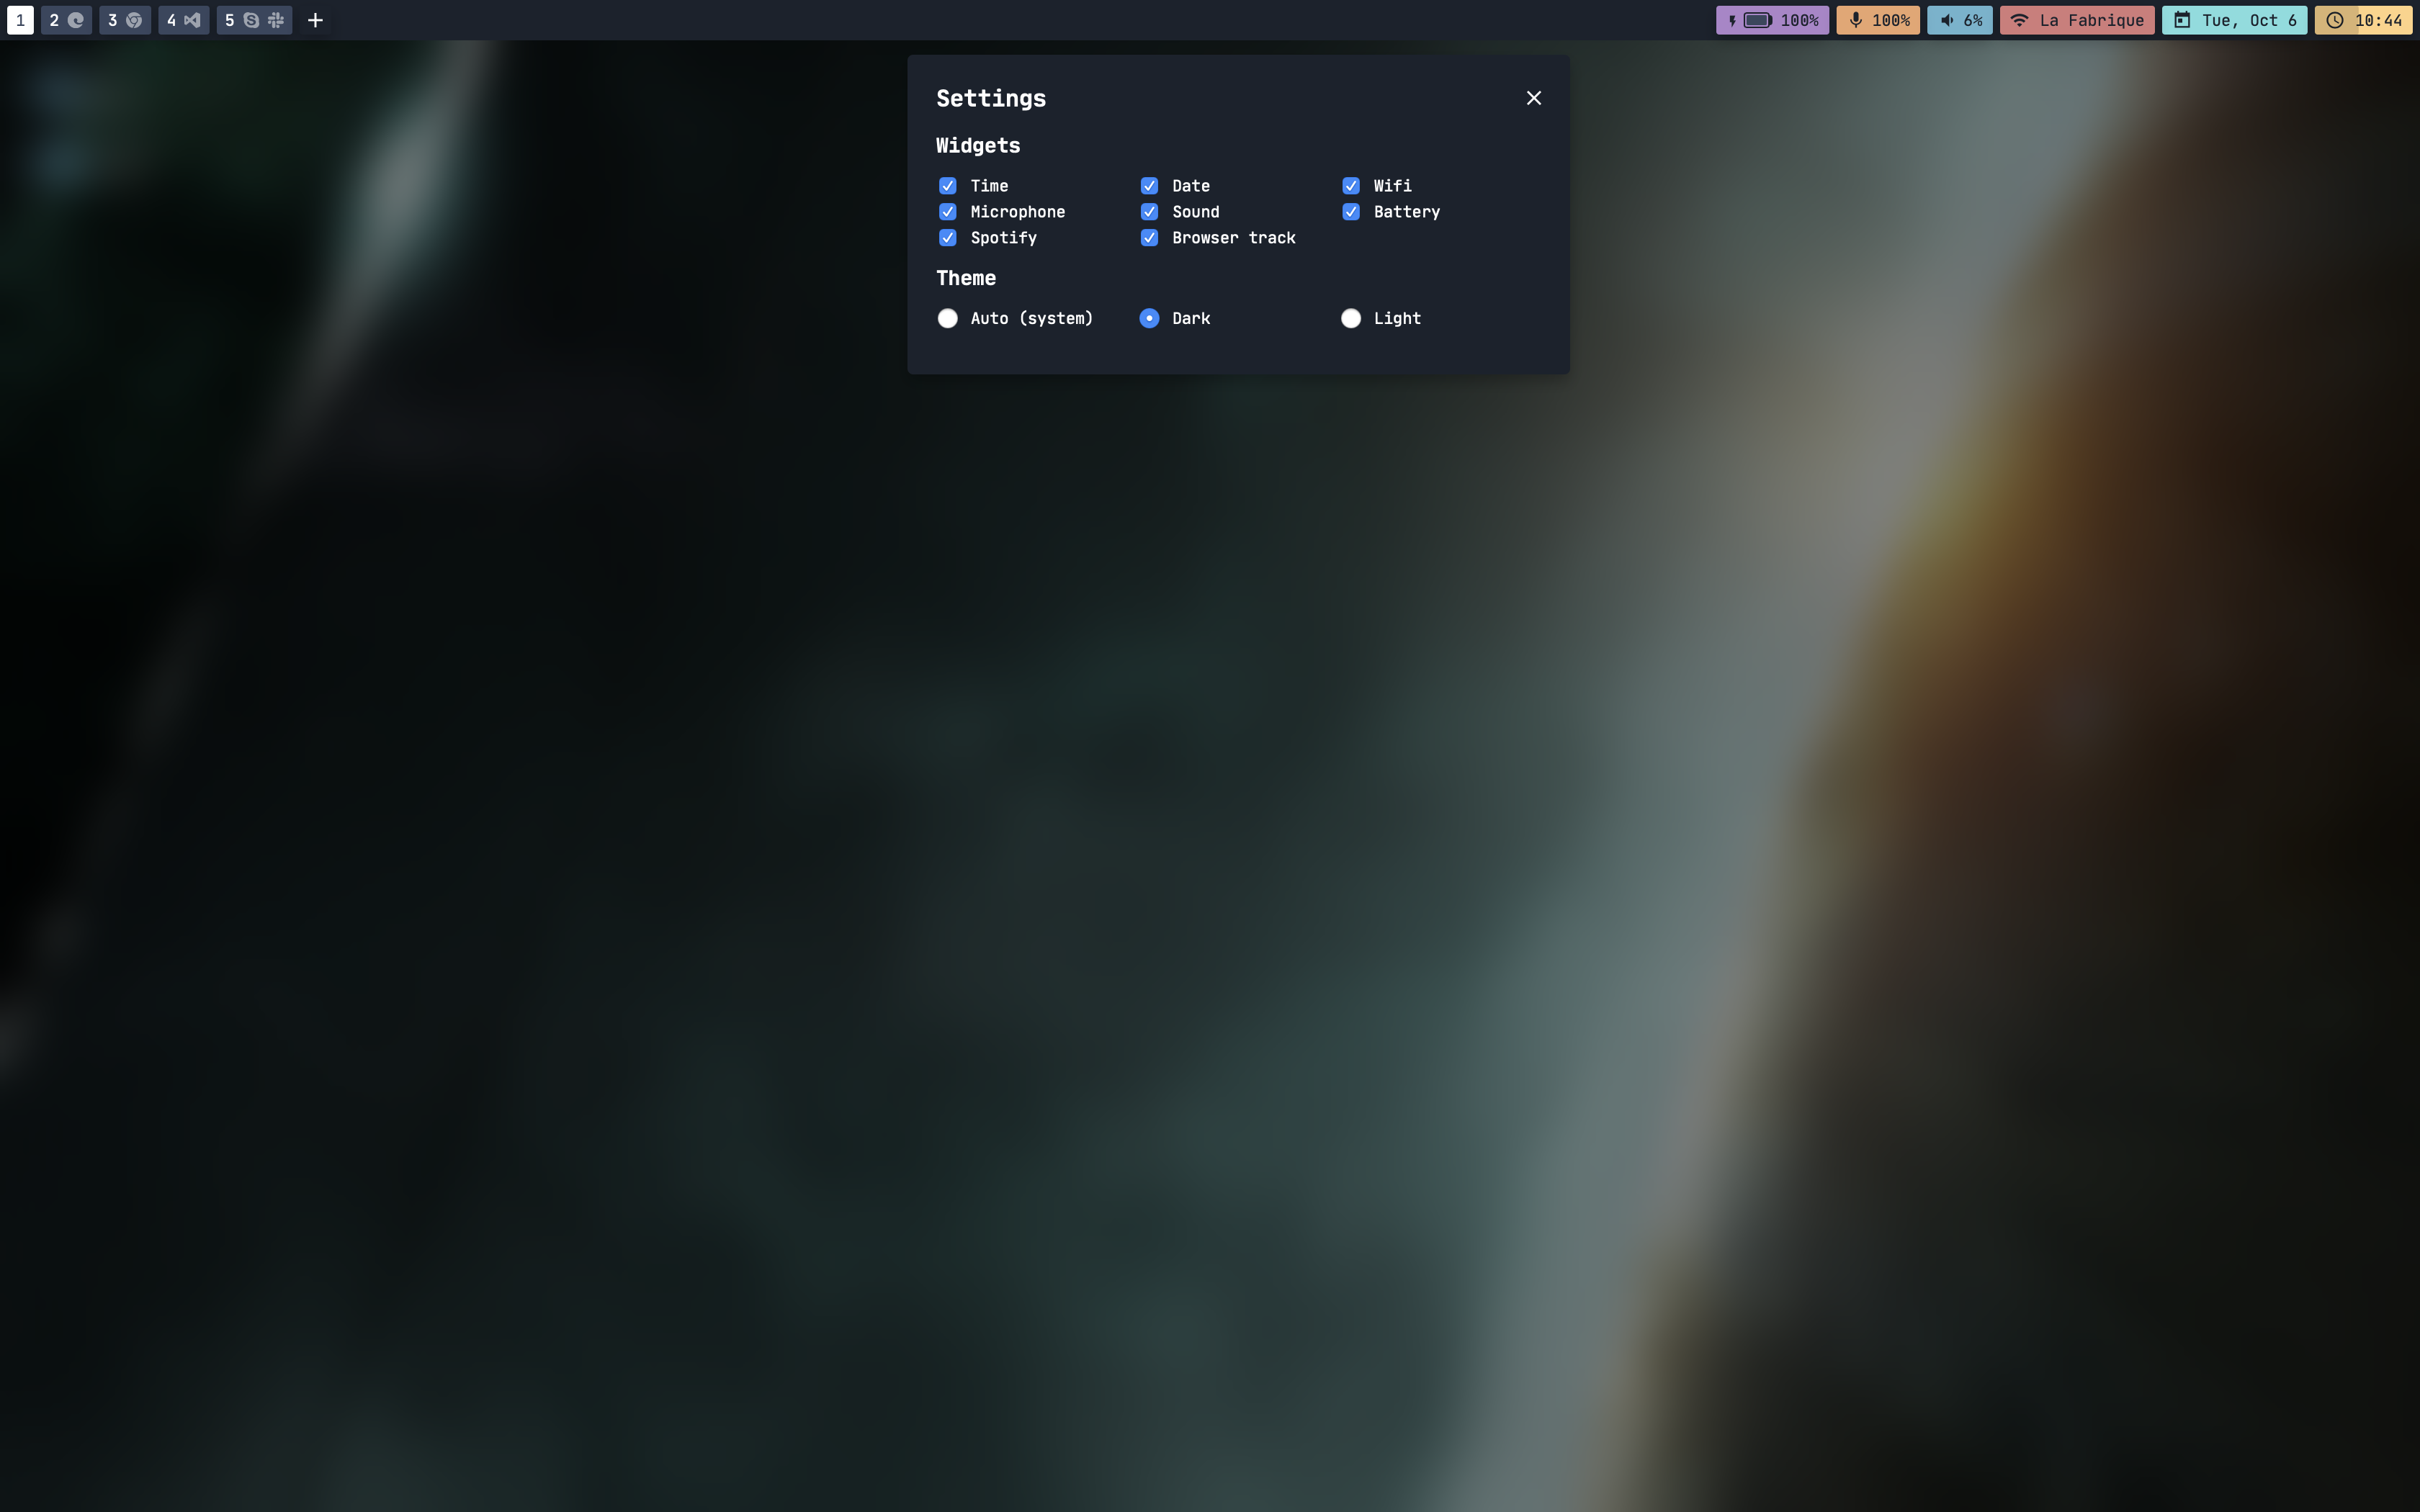 1 2 3 4 5 + 100% 100% 6% La Fabrique Tue, Oct 6 10:44
Settings
Widgets
Time Date Wifi
Microphone Sound Battery
Spotify Browser track
Theme
Auto (system) Dark Light